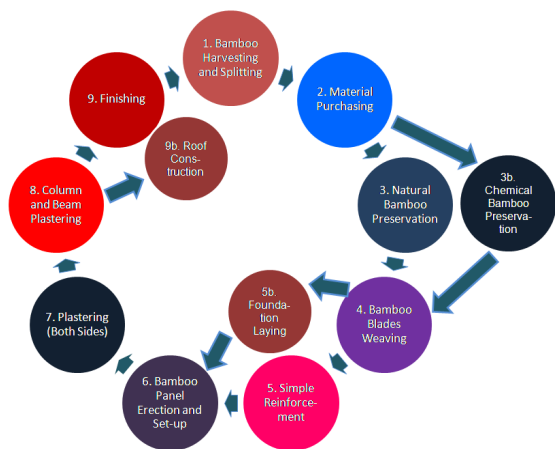 1. Bamboo
Harvesting
and Splitting
2. Material
Purchasing
3. Natural
Bamboo
Preservation
3b.
Chemical
Bamboo
Preserva-
tion
4. Bamboo
Blades
Weaving
5b.
Founda-
tion
Laying
5. Simple
Reinforce-
ment
6. Bamboo
Panel
Erection and
Set-up
7. Plastering
(Both Sides)
8. Column
and Beam
Plastering
9. Finishing
9b. Roof
Cons-
truction